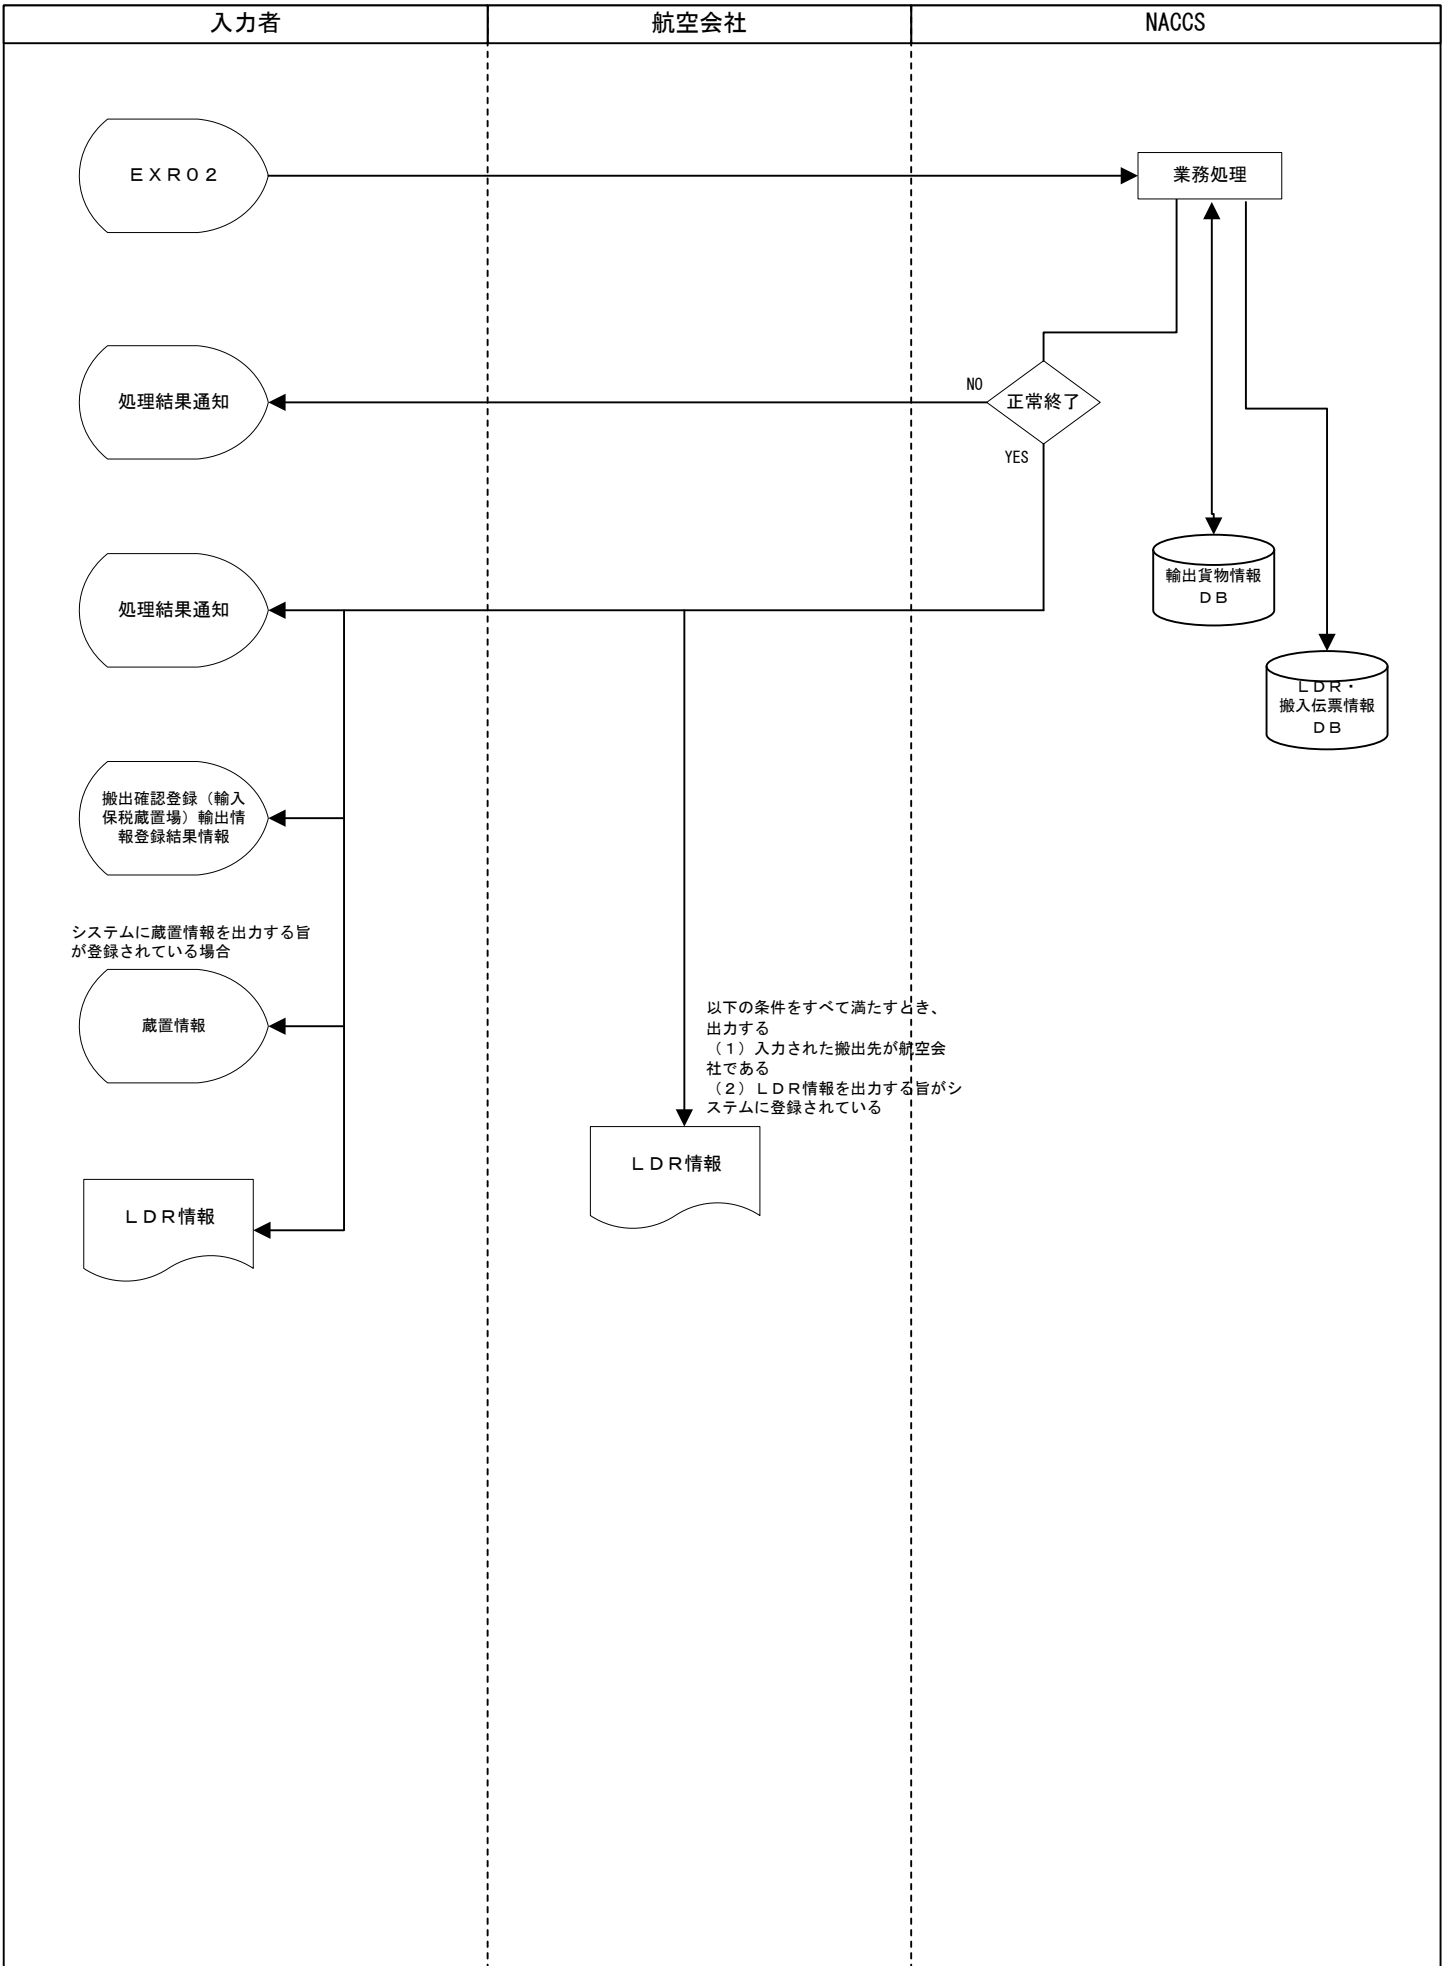 入力者
航空会社
NACCS
ＥＸＲ０２
業務処理
処理結果通知
NO
正常終了
YES
処理結果通知
輸出貨物情報
ＤＢ
ＬＤＲ・
搬入伝票情報
ＤＢ
搬出確認登録（輸入
保税蔵置場）輸出情
報登録結果情報
システムに蔵置情報を出力する旨
が登録されている場合
蔵置情報
以下の条件をすべて満たすとき、
出力する
（１）入力された搬出先が航空会
社である
（２）ＬＤＲ情報を出力する旨がシ
ステムに登録されている
ＬＤＲ情報
ＬＤＲ情報